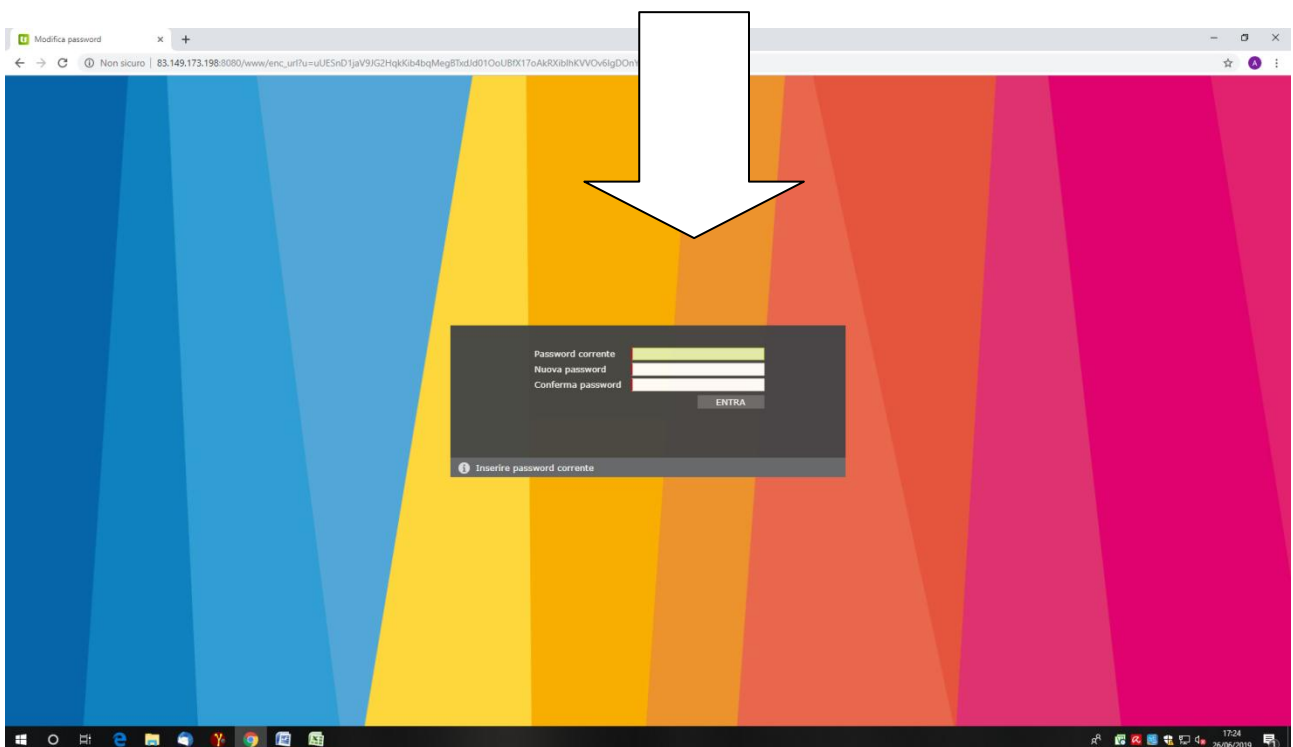 Modifica password
Non sicuro | 83.149.173.198:8080/www/enc_url?u=
Password corrente
Nuova password
Conferma password
ENTRA
Inserire password corrente
17:24
26/06/2019